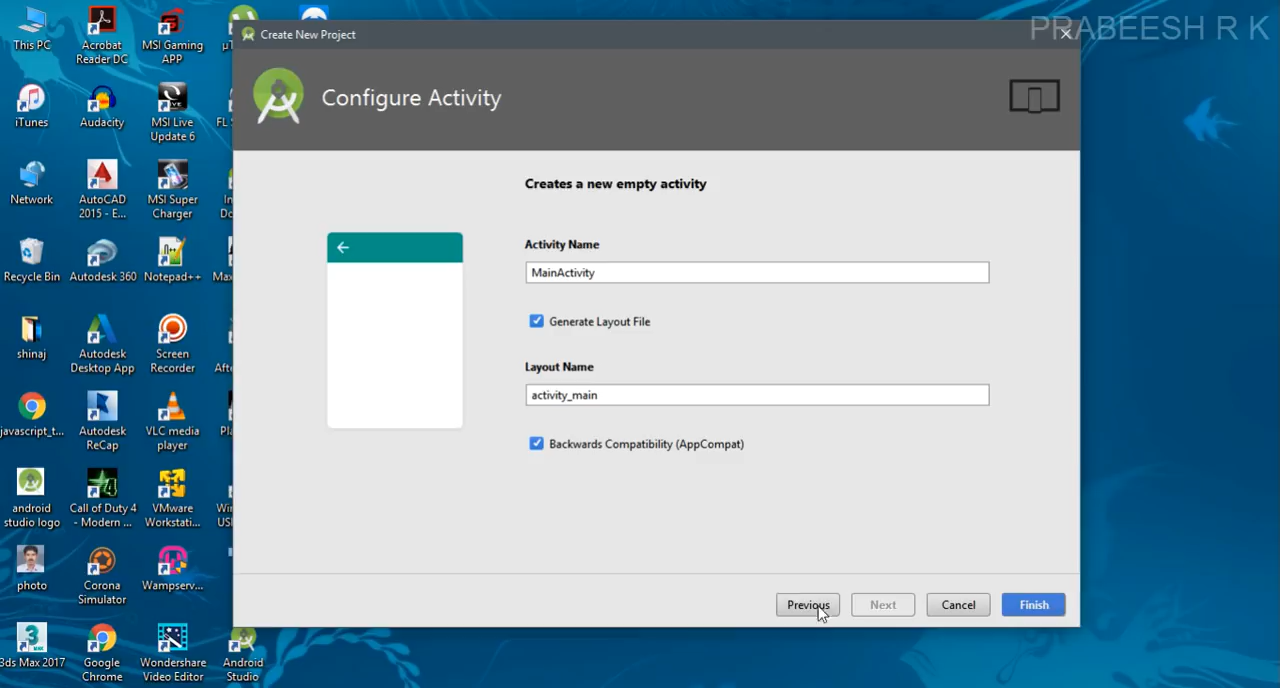 PRABEESH R K
This PC
Acrobat
Reader DC
MSI Gaming
APP
iTunes
Audacity
MSI Live
Update 6
Network
AutoCAD
2015 - E...
MSI Super
Charger
Recycle Bin
Autodesk 360
Notepad++
shinaj
Autodesk
Desktop App
Screen
Recorder
javascript_t...
Autodesk
ReCap
VLC media
player
android
studio logo
Call of Duty 4
- Modern ...
VMware
Workstati...
photo
Corona
Simulator
Wampserv...
3ds Max 2017
Google
Chrome
Wondershare
Video Editor
Android
Studio
Create New Project
Configure Activity
Creates a new empty activity
Activity Name
MainActivity
Generate Layout File
Layout Name
activity_main
Backwards Compatibility (AppCompat)
Previous
Next
Cancel
Finish